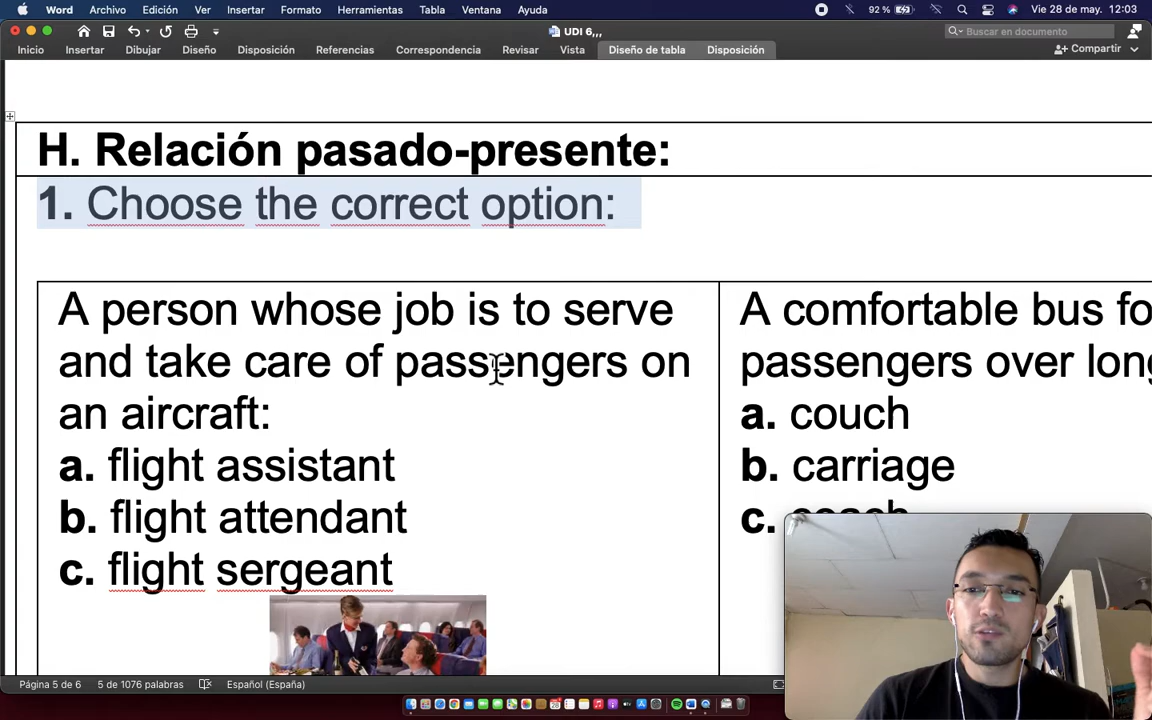 Word Archivo Edición Ver Insertar Formato Herramientas Tabla Ventana Ayuda 92 % Vie 28 de may. 12:03
UDI 6,,,
Buscar en documento
Inicio Insertar Dibujar Diseño Disposición Referencias Correspondencia Revisar Vista Diseño de tabla Disposición Compartir
H. Relación pasado-presente:
1. Choose the correct option:
A person whose job is to serve
and take care of passengers on
an aircraft:
a. flight assistant
b. flight attendant
c. flight sergeant
A comfortable bus fo
passengers over long
a. couch
b. carriage
c.
Página 5 de 6 5 de 1076 palabras Español (España)